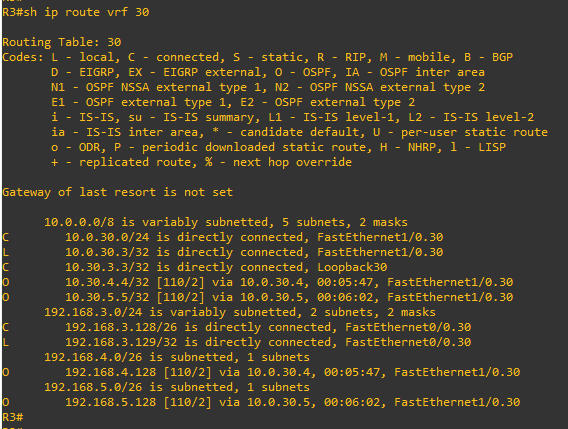 R3#sh ip route vrf 30

Routing Table: 30
Codes: L - local, C - connected, S - static, R - RIP, M - mobile, B - BGP
       D - EIGRP, EX - EIGRP external, O - OSPF, IA - OSPF inter area
       N1 - OSPF NSSA external type 1, N2 - OSPF NSSA external type 2
       E1 - OSPF external type 1, E2 - OSPF external type 2
       i - IS-IS, su - IS-IS summary, L1 - IS-IS level-1, L2 - IS-IS level-2
       ia - IS-IS inter area, * - candidate default, U - per-user static route
       o - ODR, P - periodic downloaded static route, H - NHRP, l - LISP
       + - replicated route, % - next hop override

Gateway of last resort is not set

      10.0.0.0/8 is variably subnetted, 5 subnets, 2 masks
C        10.0.30.0/24 is directly connected, FastEthernet1/0.30
L        10.0.30.3/32 is directly connected, FastEthernet1/0.30
C        10.30.3.3/32 is directly connected, Loopback30
O        10.30.4.4/32 [110/2] via 10.0.30.4, 00:05:47, FastEthernet1/0.30
O        10.30.5.5/32 [110/2] via 10.0.30.5, 00:06:02, FastEthernet1/0.30
      192.168.3.0/24 is variably subnetted, 2 subnets, 2 masks
C        192.168.3.128/26 is directly connected, FastEthernet0/0.30
L        192.168.3.129/32 is directly connected, FastEthernet0/0.30
      192.168.4.0/26 is subnetted, 1 subnets
O        192.168.4.128 [110/2] via 10.0.30.4, 00:05:47, FastEthernet1/0.30
      192.168.5.0/26 is subnetted, 1 subnets
O        192.168.5.128 [110/2] via 10.0.30.5, 00:06:02, FastEthernet1/0.30
R3#